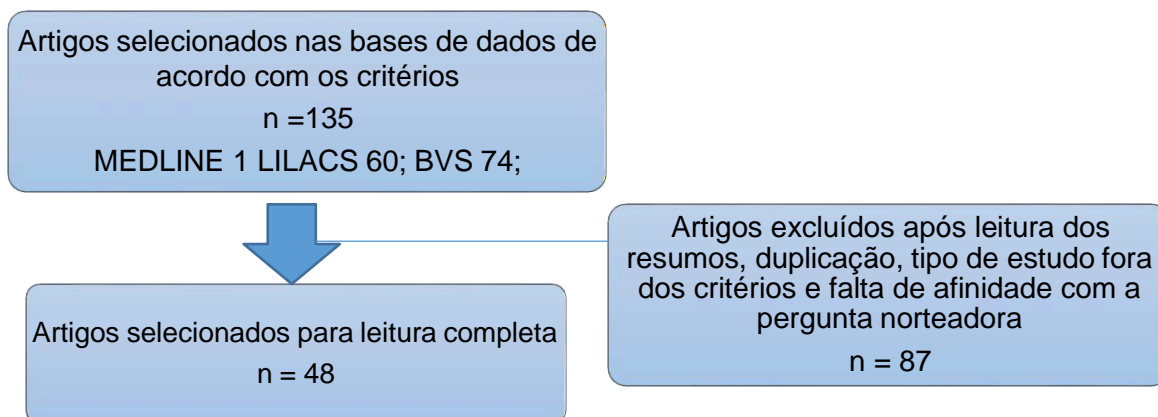 Artigos selecionados nas bases de dados de
acordo com os critérios
n =135
MEDLINE 1 LILACS 60; BVS 74;
Artigos excluídos após leitura dos
resumos, duplicação, tipo de estudo fora
dos critérios e falta de afinidade com a
pergunta norteadora
n = 87
Artigos selecionados para leitura completa
n = 48